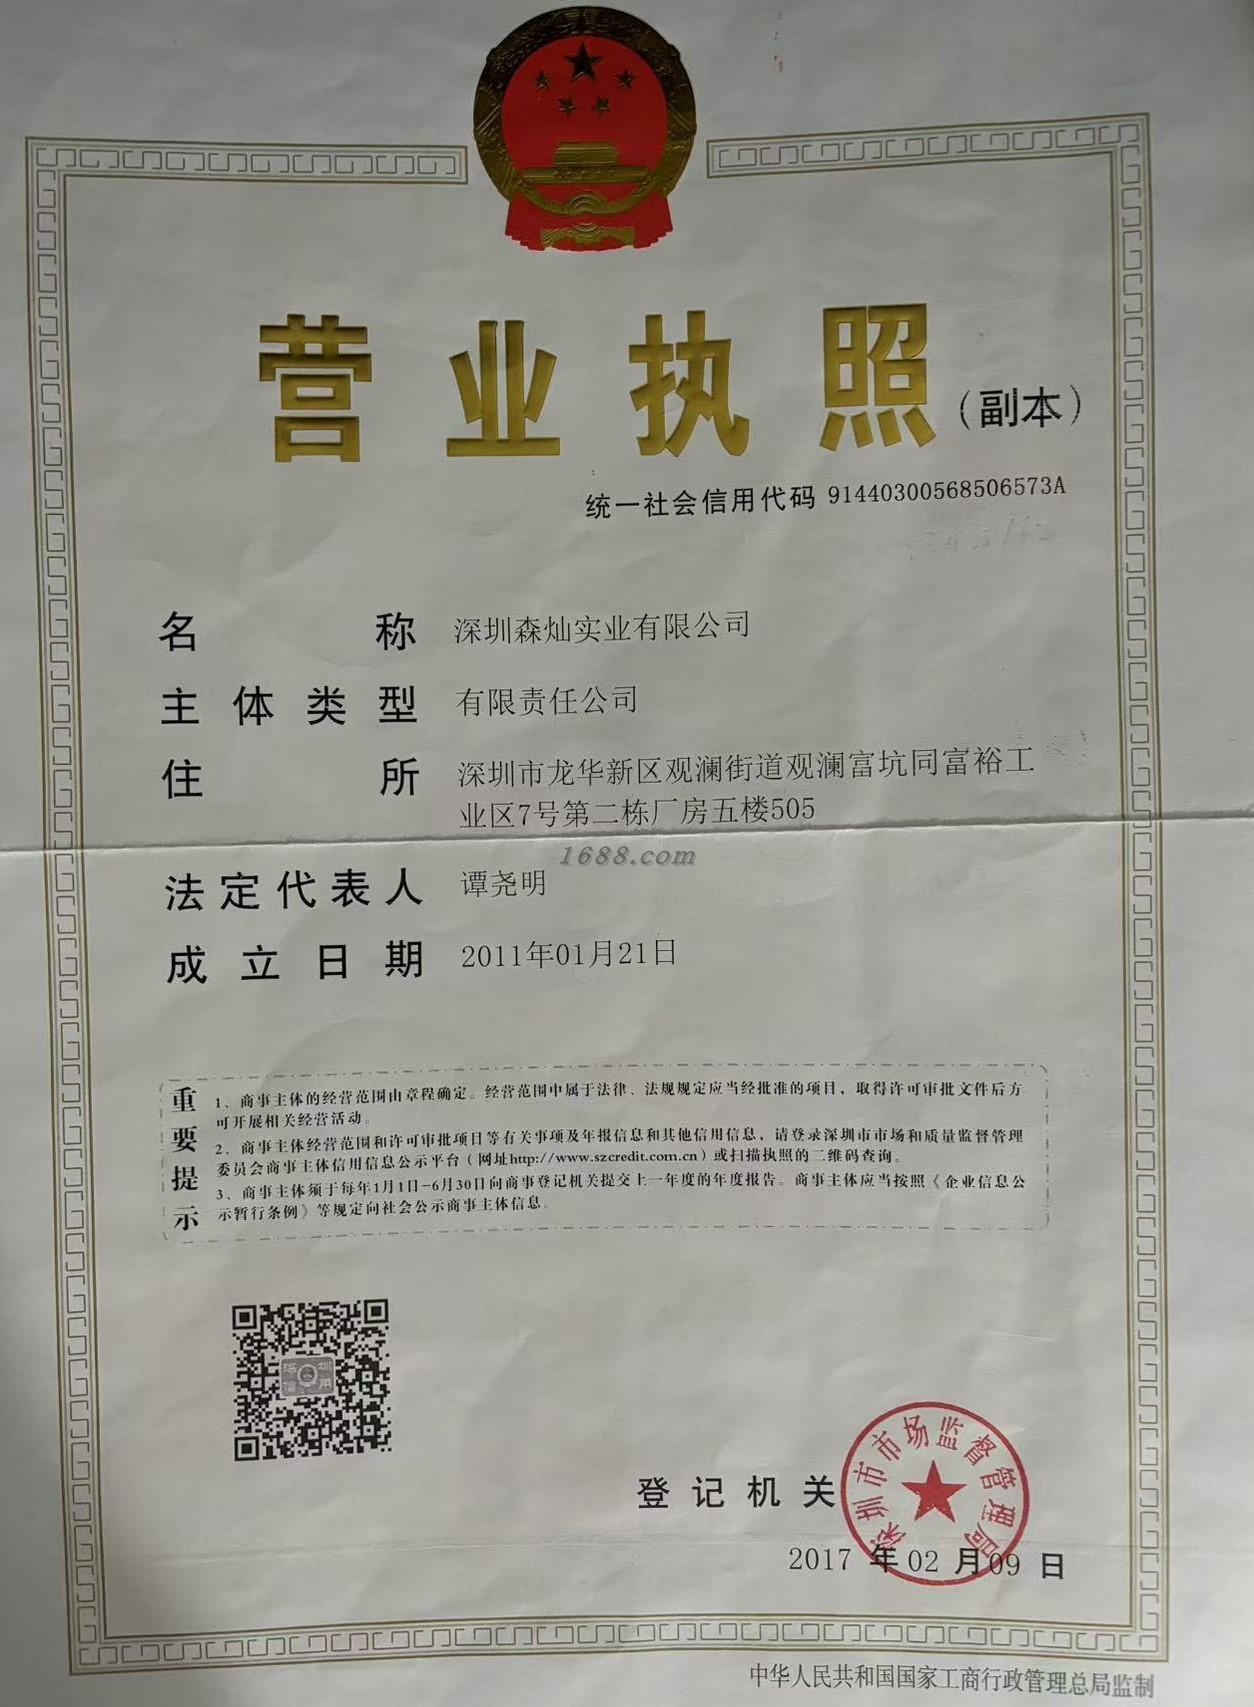 营业执照(副本)
统一社会信用代码 91440300568506573A
名称 深圳森灿实业有限公司
主体类型 有限责任公司
住所 深圳市龙华新区观澜街道观澜富坑同富裕工
业区7号第二栋厂房五楼505
1688.com
法定代表人 谭尧明
成立日期 2011年01月21日
重要提示
1、商事主体的经营范围由章程确定。经营范围中属于法律、法规规定应当经批准的项目，取得许可审批文件后方
可开展相关经营活动。
2、商事主体经营范围和许可审批项目等有关事项及年报信息和其他信用信息，请登录深圳市市场和质量监督管理
委员会商事主体信用信息公示平台（网址http://www.szcredit.com.cn）或扫描执照的二维码查询。
3、商事主体须于每年1月1日-6月30日向商事登记机关提交上一年度的年度报告。商事主体应当按照《企业信息公
示暂行条例》等规定向社会公示商事主体信息。
深圳
信用
登记机关
深圳市市场监督管理局
2017年02月09日
中华人民共和国国家工商行政管理总局监制